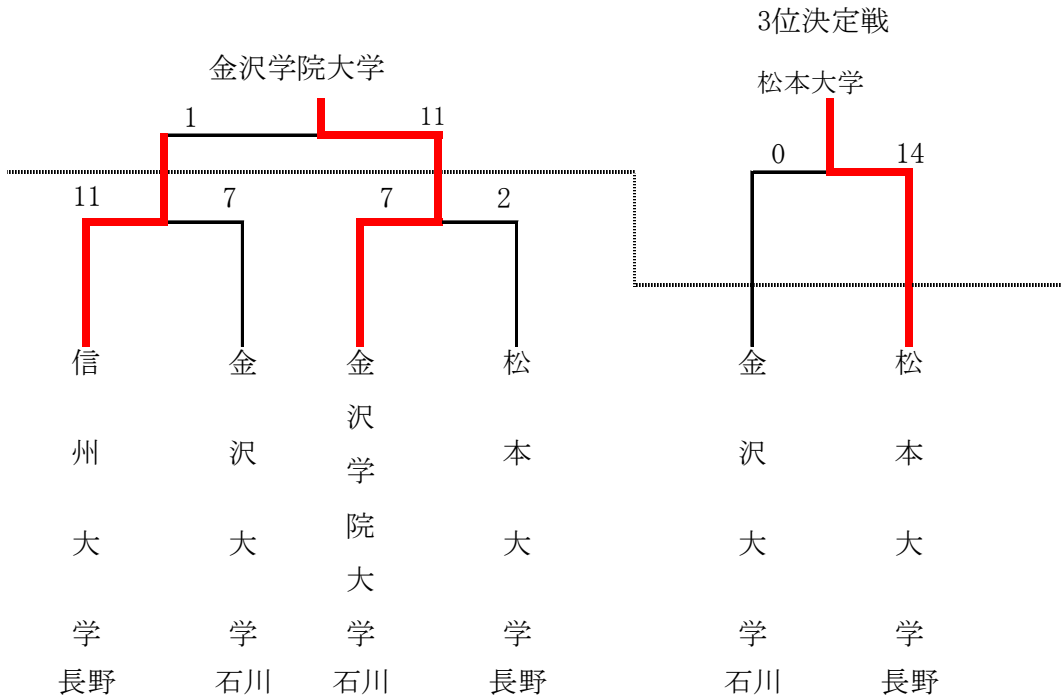 3位決定戦
金沢学院大学
松本大学
1
11
0
14
11
7
7
2
信州大学
金沢大学
金沢学院大学
松本大学
金沢大学
松本大学
長野
石川
石川
長野
石川
長野